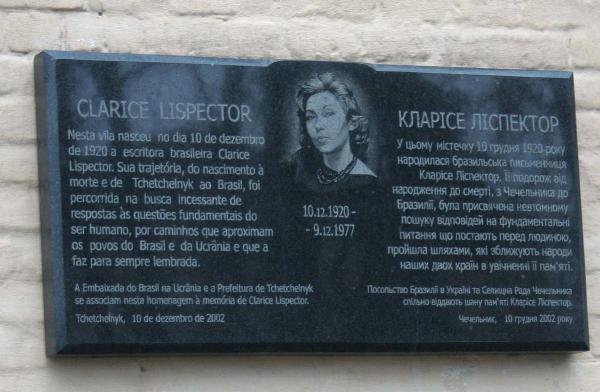 CLARICE LISPECTOR
Nesta vila nasceu no dia 10 de dezembro
de 1920 a escritora brasileira Clarice
Lispector. Sua trajetória, do nascimento à
morte e de Tchetchelnyk ao Brasil, foi
percorrida na busca incessante de
respostas às questões fundamentais do
ser humano, por caminhos que aproximam
os povos do Brasil e da Ucrânia e que a
faz para sempre lembrada.
A Embaixada do Brasil na Ucrânia e a Prefeitura de Tchetchelnyk
se associam nesta homenagem à memória de Clarice Lispector.
Tchetchelnyk, 10 de dezembro de 2002
10.12.1920 -
- 9.12.1977
КЛАРІСЕ ЛІСПЕКТОР
У цьому містечку 10 грудня 1920 року
народилася бразильська письменниця
Кларісе Ліспектор. Її подорож від
народження до смерті, з Чечельника до
Бразилії, була присвячена невтомному
пошуку відповідей на фундаментальні
питання що постають перед людиною,
пройшла шляхами, які зближують народи
наших двох країн в увічненні її пам'яті.
Посольство Бразилії в Україні та Селищна Рада Чечельника
спільно віддають шану пам'яті Кларісе Ліспектор.
Чечельник, 10 грудня 2002 року